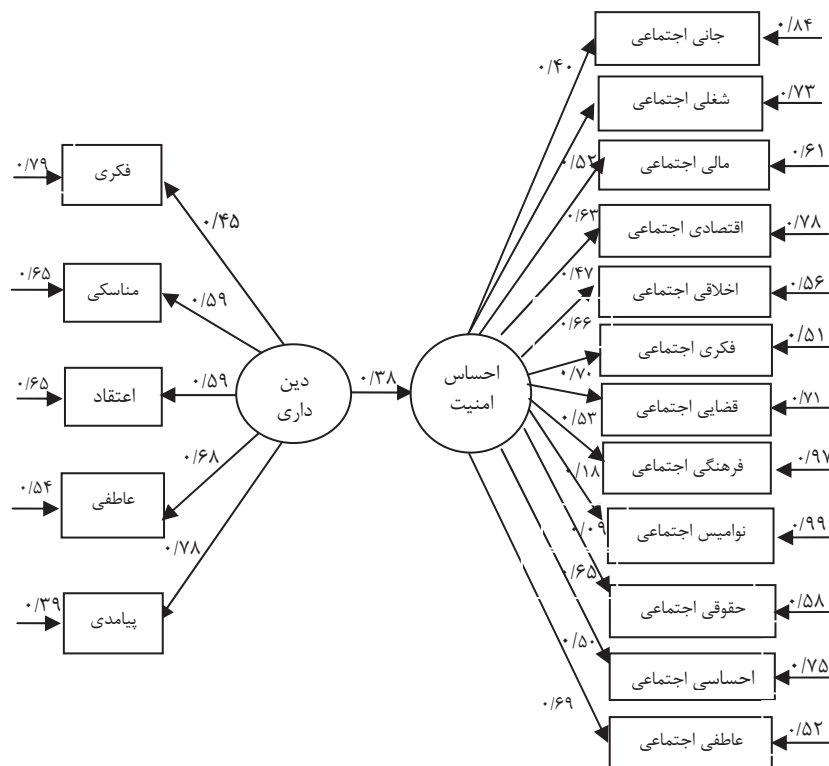 جانی اجتماعی
۰/۸۴
۰/۴۰
شغلی اجتماعی
۰/۷۳
۰/۵۲
مالی اجتماعی
۰/۶۱
۰/۶۳
اقتصادی اجتماعی
۰/۷۸
۰/۴۷
اخلاقی اجتماعی
۰/۵۶
۰/۶۶
فکری اجتماعی
۰/۵۱
۰/۷۰
قضایی اجتماعی
۰/۷۱
۰/۵۳
فرهنگی اجتماعی
۰/۹۷
۰/۱۸
نوامیس اجتماعی
۰/۹۹
۰/۰۹
حقوقی اجتماعی
۰/۵۸
۰/۶۵
احساسی اجتماعی
۰/۷۵
۰/۵۰
عاطفی اجتماعی
۰/۵۲
۰/۶۹
احساس
امنیت
۰/۳۸
دین
داری
فکری
۰/۷۹
۰/۴۵
مناسکی
۰/۶۵
۰/۵۹
اعتقاد
۰/۶۵
۰/۵۹
عاطفی
۰/۵۴
۰/۶۸
پیامدی
۰/۳۹
۰/۷۸